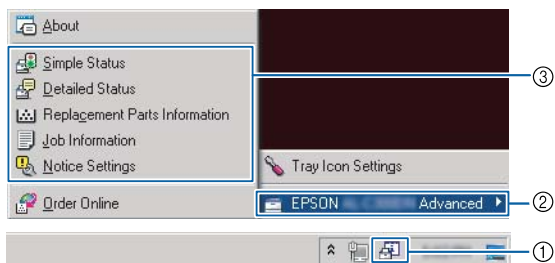 About
Simple Status
Detailed Status
Replacement Parts Information
Job Information
Notice Settings
Order Online
Tray Icon Settings
EPSON Advanced
③
②
①